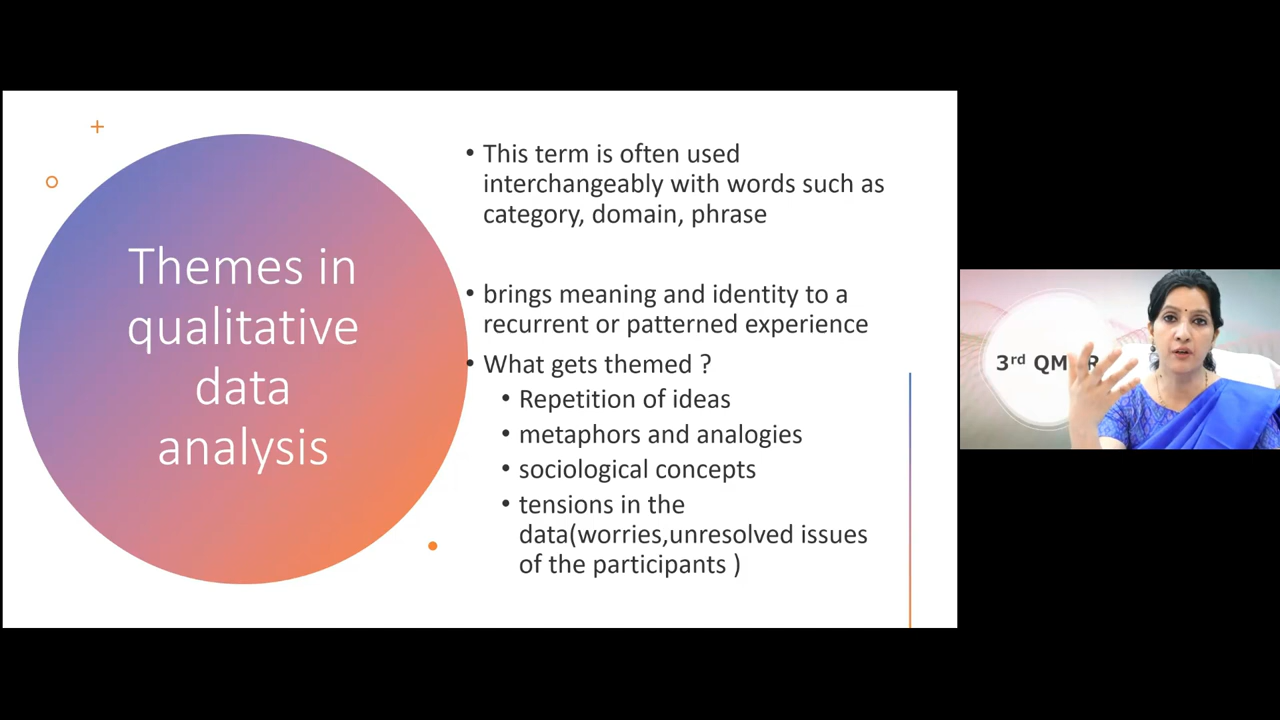 Themes in
qualitative
data
analysis
• This term is often used
interchangeably with words such as
category, domain, phrase
• brings meaning and identity to a
recurrent or patterned experience
• What gets themed ?
• Repetition of ideas
• metaphors and analogies
• sociological concepts
• tensions in the
data(worries,unresolved issues
of the participants )
3rd QM R